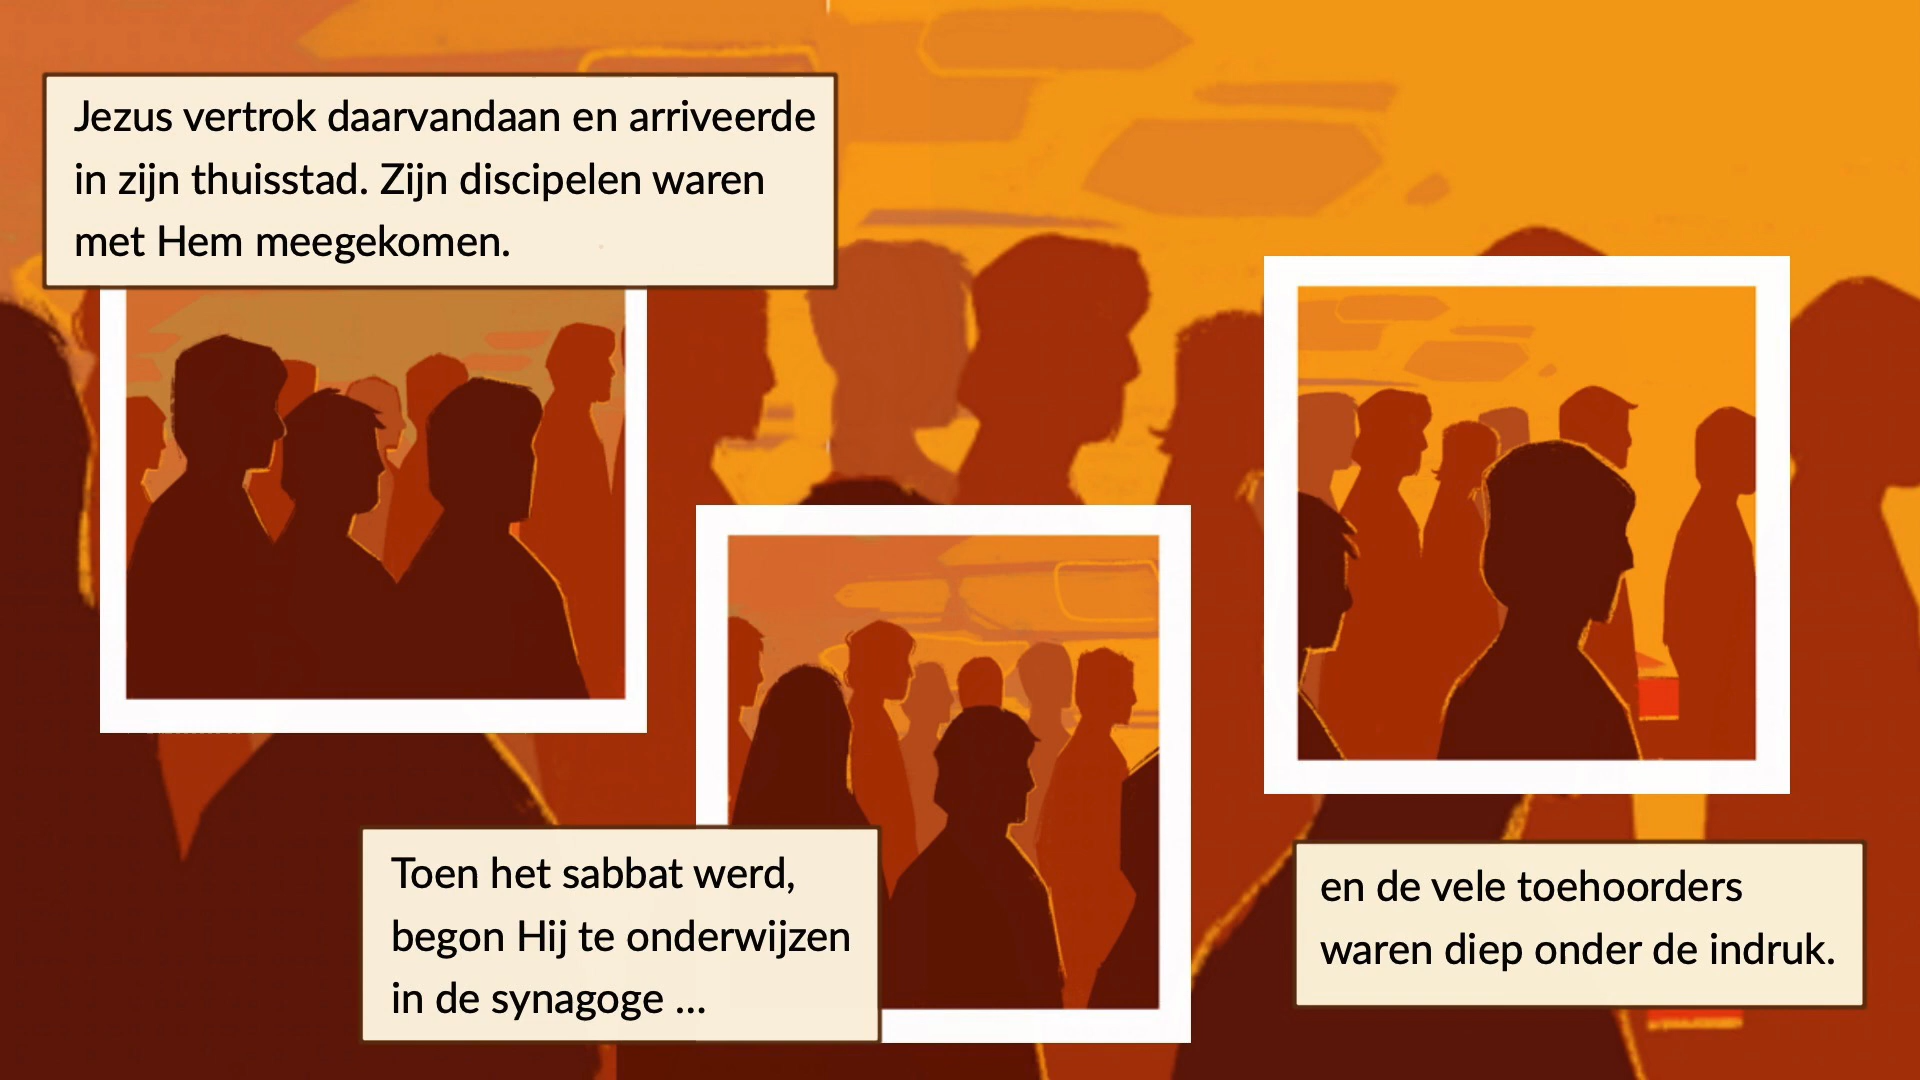 Jezus vertrok daarvandaan en arriveerde
in zijn thuisstad. Zijn discipelen waren
met Hem meegekomen.
Toen het sabbat werd,
begon Hij te onderwijzen
in de synagoge ...
en de vele toehoorders
waren diep onder de indruk.